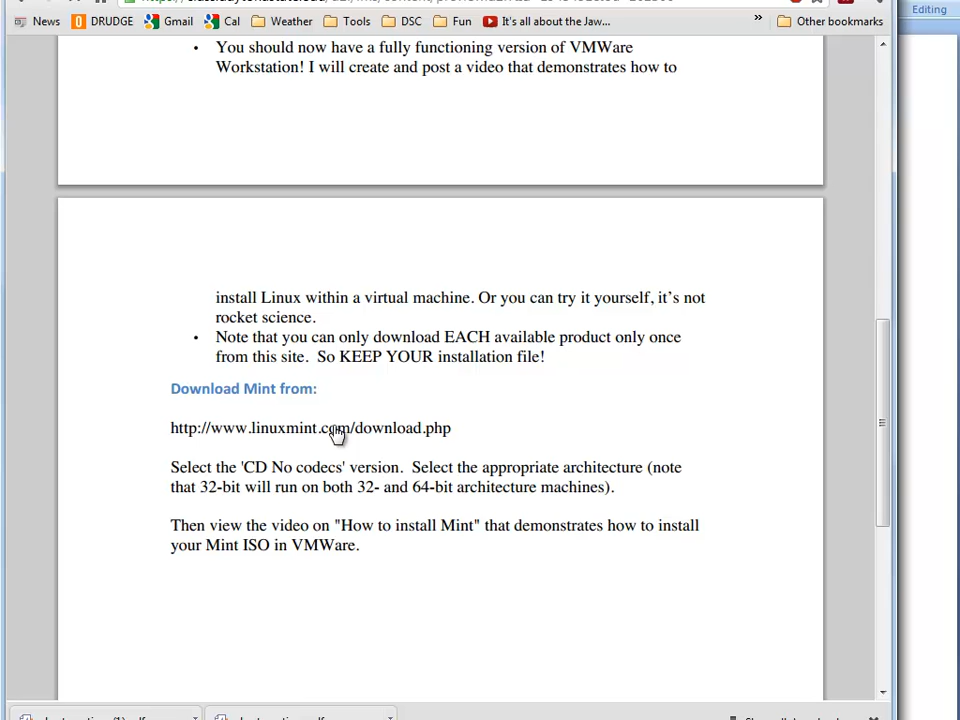 Editing
News
DRUDGE
Gmail
Cal
Weather
Tools
DSC
Fun
It's all about the Jaw...
»
Other bookmarks
• You should now have a fully functioning version of VMWare
Workstation! I will create and post a video that demonstrates how to
install Linux within a virtual machine. Or you can try it yourself, it's not
rocket science.
• Note that you can only download EACH available product only once
from this site. So KEEP YOUR installation file!
Download Mint from:
http://www.linuxmint.com/download.php
Select the 'CD No codecs' version. Select the appropriate architecture (note
that 32-bit will run on both 32- and 64-bit architecture machines).
Then view the video on "How to install Mint" that demonstrates how to install
your Mint ISO in VMWare.